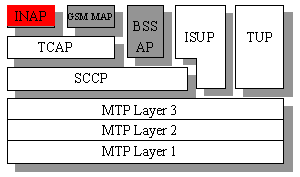 INAP
GSM MAP
BSS
AP
ISUP
TUP
TCAP
SCCP
MTP Layer 3
MTP Layer 2
MTP Layer 1